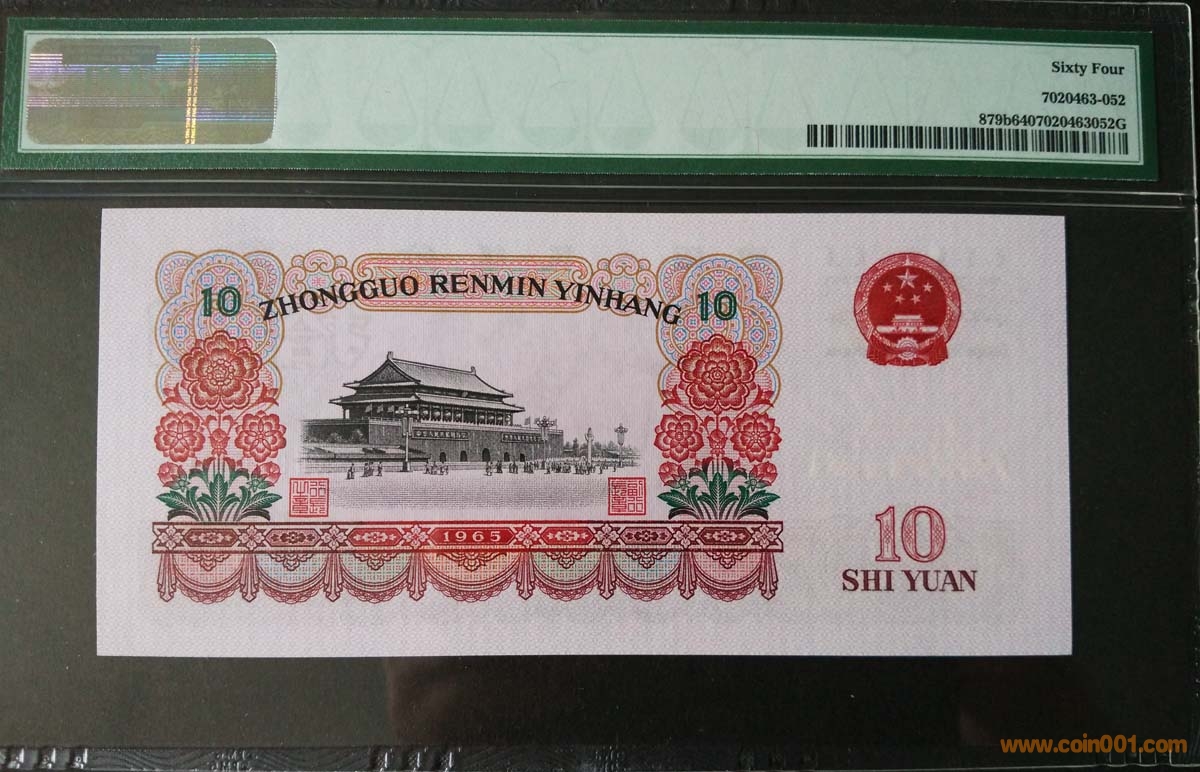 Sixty Four
7020463-052
879b6407020463052G
10 ZHONGGUO RENMIN YINHANG 10
1965
10
SHI YUAN
www.coin001.com